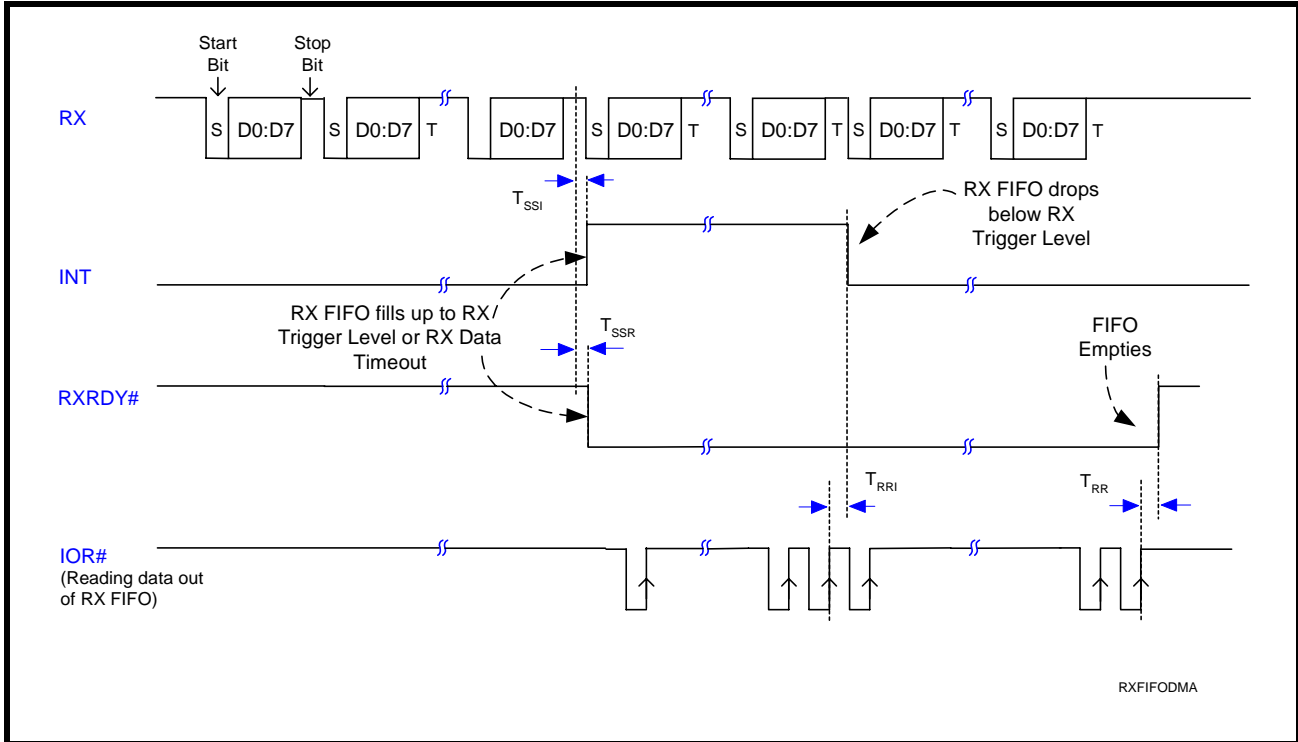 Start
Bit
Stop
Bit
RX
S D0:D7 S D0:D7 T D0:D7 S D0:D7 T S D0:D7 T S D0:D7 T S D0:D7 T
TSSI
RX FIFO drops
below RX
Trigger Level
INT
RX FIFO fills up to RX
Trigger Level or RX Data
Timeout
TSSR
FIFO
Empties
RXRDY#
TRRI
TRR
IOR#
(Reading data out
of RX FIFO)
RXFIFODMA